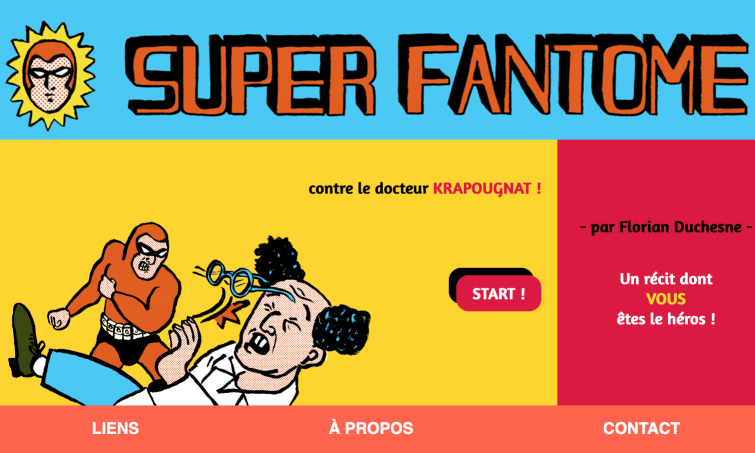 SUPER FANTOME
contre le docteur KRAPOUGNAT !
START !
- par Florian Duchesne -
Un récit dont
VOUS
êtes le héros !
LIENS
À PROPOS
CONTACT